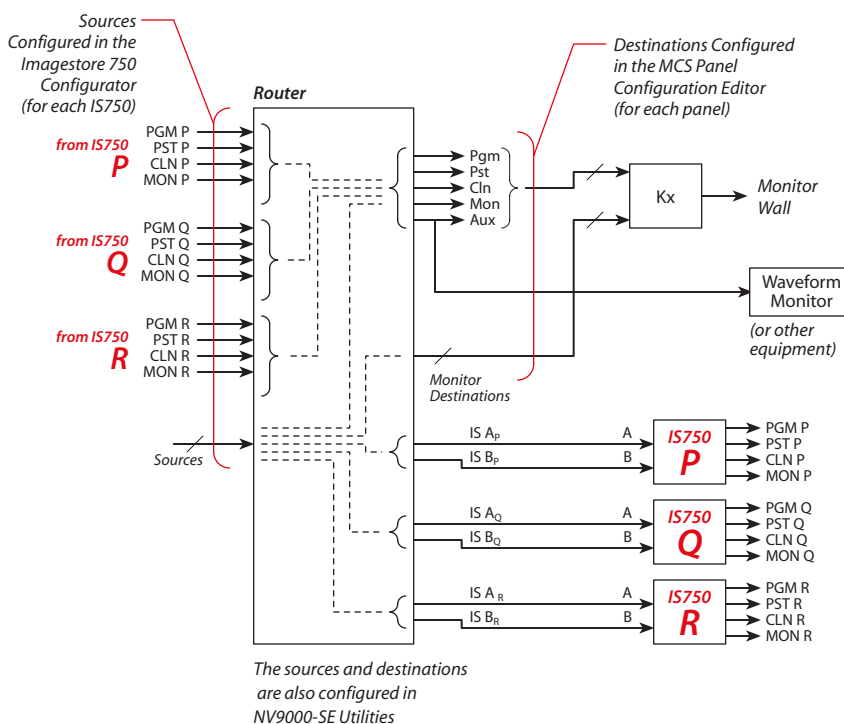 Sources
Configured in the
Imagestore 750
Configurator
(for each IS750)
Router
Destinations Configured
in the MCS Panel
Configuration Editor
(for each panel)
from IS750
P
PGM P
PST P
CLN P
MON P
from IS750
Q
PGM Q
PST Q
CLN Q
MON Q
from IS750
R
PGM R
PST R
CLN R
MON R
Sources
Pgm
Pst
Cln
Mon
Aux
Kx
Monitor
Wall
Waveform
Monitor
(or other
equipment)
Monitor
Destinations
IS AP
A
IS BP
B
IS750
P
PGM P
PST P
CLN P
MON P
IS AQ
A
IS BQ
B
IS750
Q
PGM Q
PST Q
CLN Q
MON Q
IS A R
A
IS BR
B
IS750
R
PGM R
PST R
CLN R
MON R
The sources and destinations
are also configured in
NV9000-SE Utilities